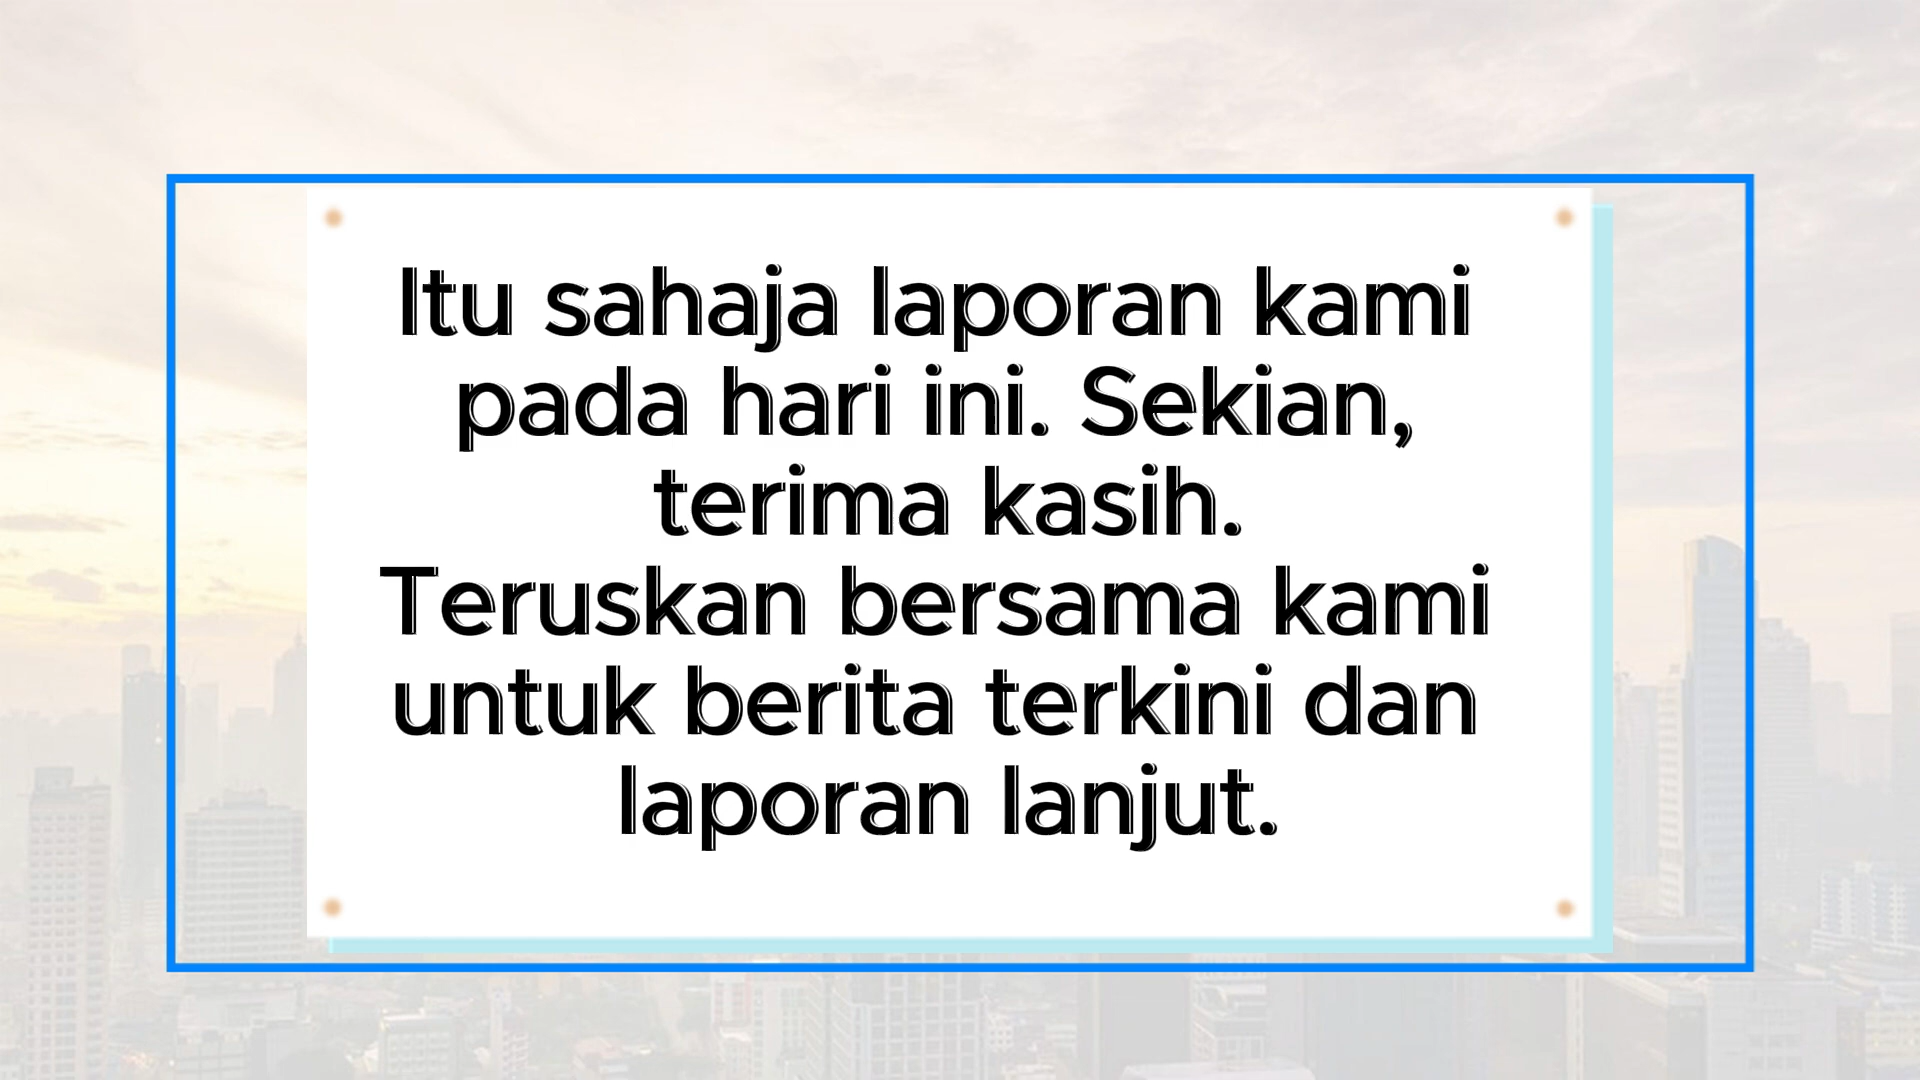 Itu sahaja laporan kami
pada hari ini. Sekian,
terima kasih.
Teruskan bersama kami
untuk berita terkini dan
laporan lanjut.